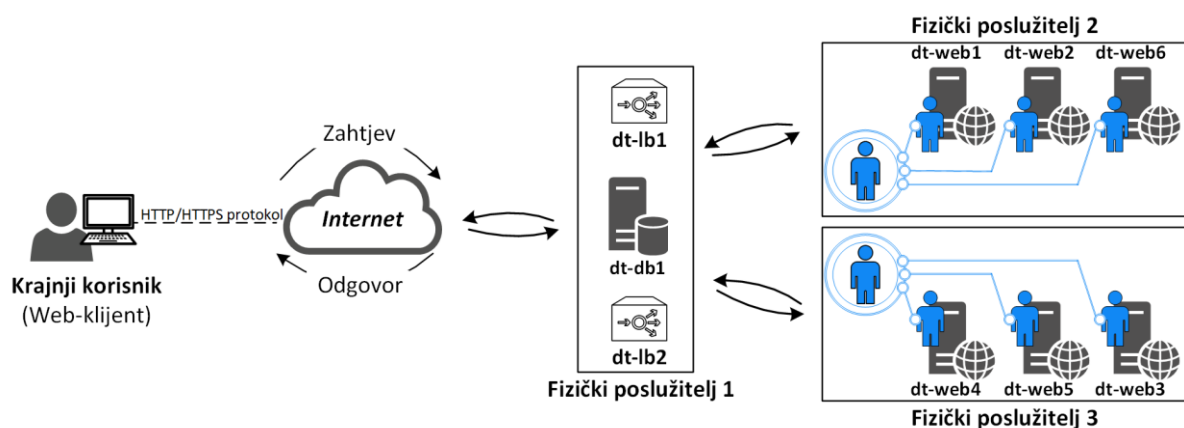 Zahtjev
HTTP/HTTPS protokol
Internet
Odgovor
Krajnji korisnik
(Web-klijent)
dt-lb1
dt-db1
dt-lb2
Fizički poslužitelj 1
Fizički poslužitelj 2
dt-web1 dt-web2 dt-web6
dt-web4 dt-web5 dt-web3
Fizički poslužitelj 3